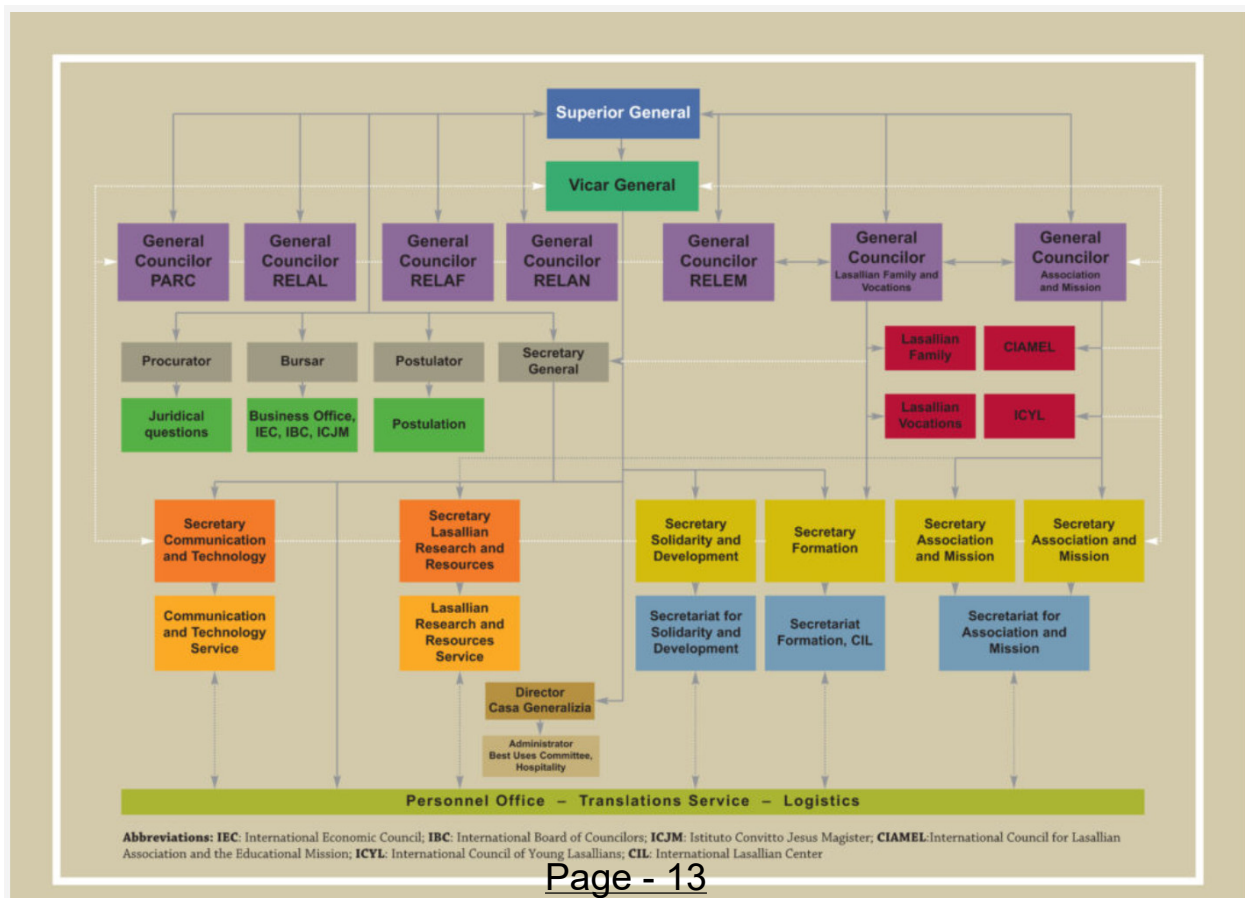 Superior General
Vicar General
General
Councilor
PARC
General
Councilor
RELAL
General
Councilor
RELAF
General
Councilor
RELAN
General
Councilor
RELEM
General
Councilor
Lasallian Family and
Vocations
General
Councilor
Association
and Mission
Procurator
Bursar
Postulator
Secretary
General
Lasallian
Family
CIAMEL
Juridical
questions
Business Office,
IEC, IBC, ICJM
Postulation
Lasallian
Vocations
ICYL
Secretary
Communication
and Technology
Secretary
Lasallian
Research and
Resources
Secretary
Solidarity and
Development
Secretary
Formation
Secretary
Association
and Mission
Secretary
Association and
Mission
Communication
and Technology
Service
Lasallian
Research and
Resources
Service
Secretariat for
Solidarity and
Development
Secretariat
Formation, CIL
Secretariat for
Association and
Mission
Director
Casa Generalizia
Administrator
Best Uses Committee,
Hospitality
Personnel Office – Translations Service – Logistics
Abbreviations: IEC: International Economic Council; IBC: International Board of Councilors; ICJM: Istituto Convitto Jesus Magister; CIAMEL:International Council for Lasallian
Association and the Educational Mission; ICYL: International Council of Young Lasallians; CIL: International Lasallian Center
Page - 13